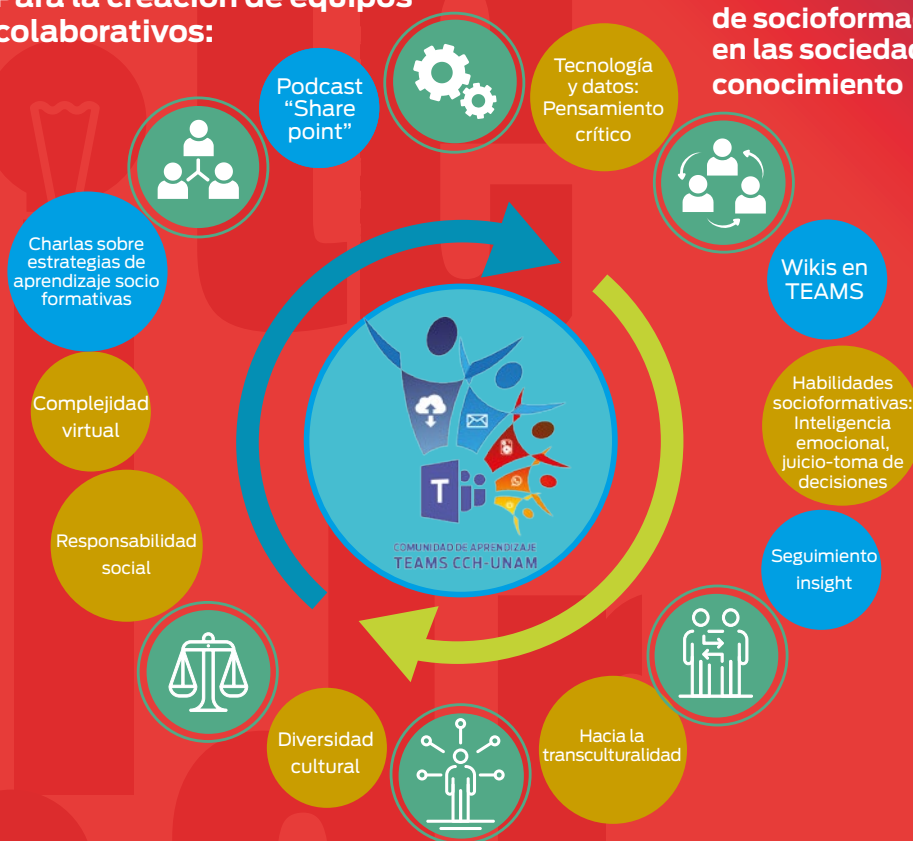 Para la creación de equipos
colaborativos:
de socioforma
en las sociedad
conocimiento
Podcast
“Share
point”
Tecnología
y datos:
Pensamiento
crítico
Charlas sobre
estrategias de
aprendizaje socio
formativas
Wikis en
TEAMS
Complejidad
virtual
Habilidades
socioformativas:
Inteligencia
emocional,
juicio-toma de
decisiones
Responsabilidad
social
Seguimiento
insight
T
COMUNIDAD DE APRENDIZAJE
TEAMS CCH-UNAM
Diversidad
cultural
Hacia la
transculturalidad